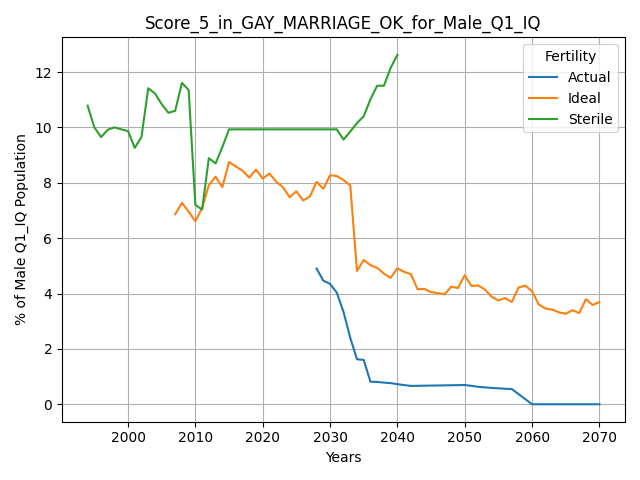 Score_5_in_GAY_MARRIAGE_OK_for_Male_Q1_IQ
Fertility
Actual
Ideal
Sterile
% of Male Q1_IQ Population
12
10
8
6
4
2
0
2000 2010 2020 2030 2040 2050 2060 2070
Years